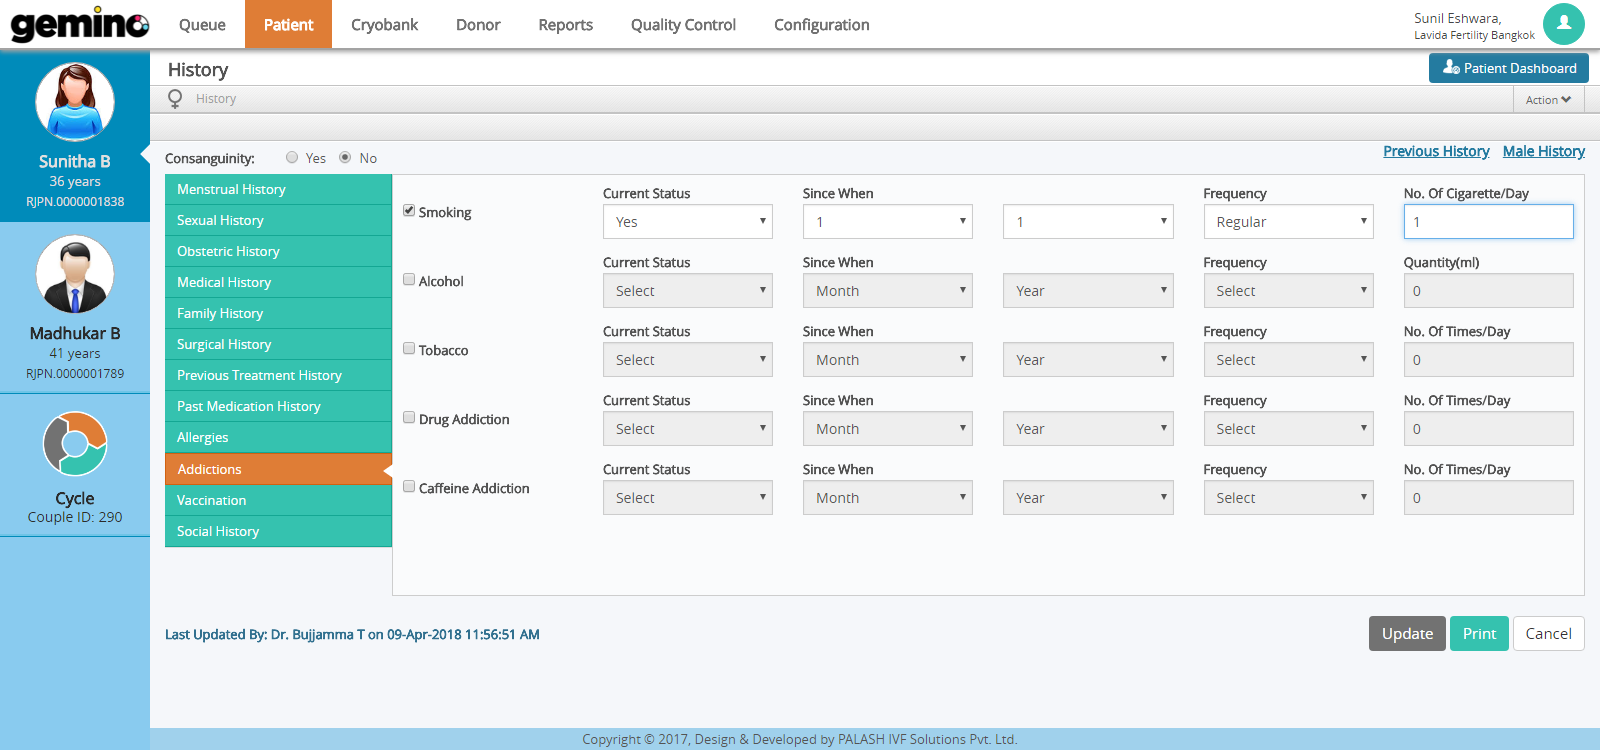 gemino Queue Patient Cryobank Donor Reports Quality Control Configuration
Sunil Eshwara,
Lavida Fertility Bangkok
Sunitha B
36 years
RJPN.0000001838
Madhukar B
41 years
RJPN.0000001789
Cycle
Couple ID: 290
History
Patient Dashboard
History
Action
Consanguinity: Yes No
Previous History Male History
Menstrual History
Sexual History
Obstetric History
Medical History
Family History
Surgical History
Previous Treatment History
Past Medication History
Allergies
Addictions
Vaccination
Social History
Current Status Since When Frequency No. Of Cigarette/Day
Smoking Yes 1 1 Regular 1
Current Status Since When Frequency Quantity(ml)
Alcohol Select Month Year Select 0
Current Status Since When Frequency No. Of Times/Day
Tobacco Select Month Year Select 0
Current Status Since When Frequency No. Of Times/Day
Drug Addiction Select Month Year Select 0
Current Status Since When Frequency No. Of Times/Day
Caffeine Addiction Select Month Year Select 0
Last Updated By: Dr. Bujjamma T on 09-Apr-2018 11:56:51 AM
Update Print Cancel
Copyright © 2017, Design & Developed by PALASH IVF Solutions Pvt. Ltd.